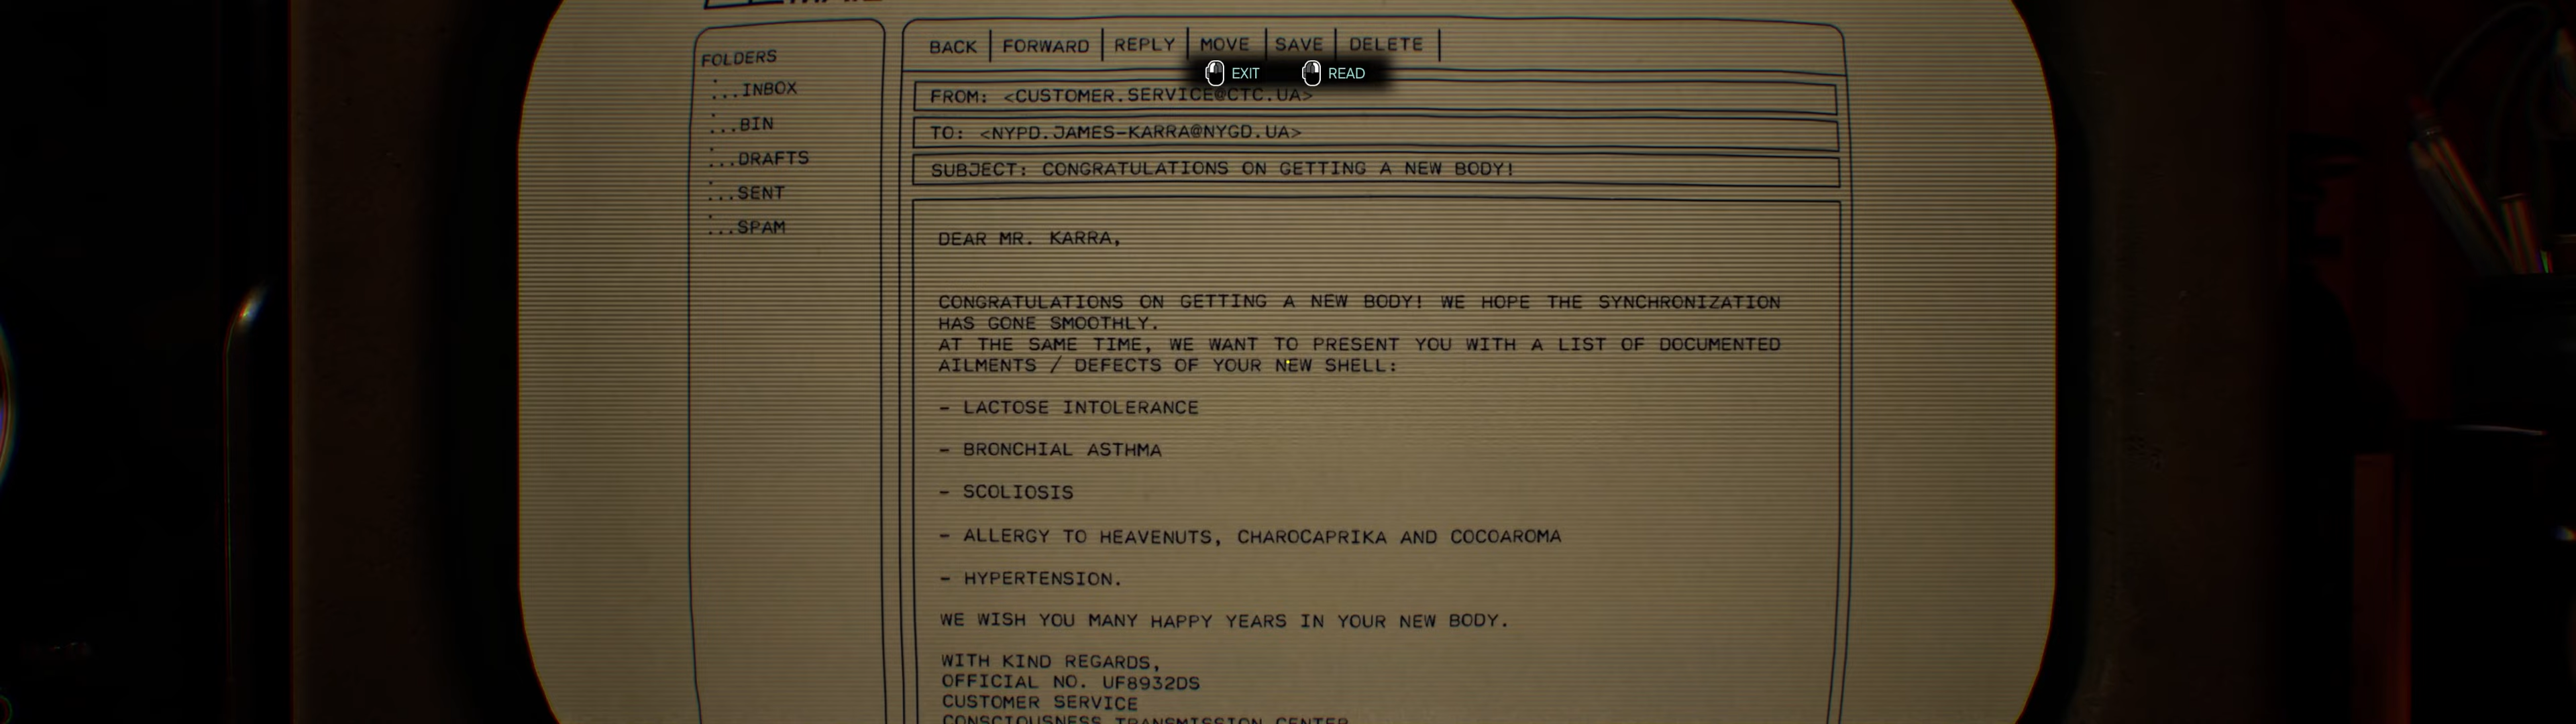 BACK | FORWARD | REPLY | MOVE | SAVE | DELETE |
EXIT READ
FOLDERS
...INBOX
...BIN
...DRAFTS
...SENT
...SPAM
FROM: <CUSTOMER.SERVICE@CTC.UA>
TO: <NYPD.JAMES-KARRA@NYGD.UA>
SUBJECT: CONGRATULATIONS ON GETTING A NEW BODY!
DEAR MR. KARRA,
CONGRATULATIONS ON GETTING A NEW BODY! WE HOPE THE SYNCHRONIZATION
HAS GONE SMOOTHLY.
AT THE SAME TIME, WE WANT TO PRESENT YOU WITH A LIST OF DOCUMENTED
AILMENTS / DEFECTS OF YOUR NEW SHELL:
- LACTOSE INTOLERANCE
- BRONCHIAL ASTHMA
- SCOLIOSIS
- ALLERGY TO HEAVENUTS, CHAROCAPRIKA AND COCOAROMA
- HYPERTENSION.
WE WISH YOU MANY HAPPY YEARS IN YOUR NEW BODY.
WITH KIND REGARDS,
OFFICIAL NO. UF8932DS
CUSTOMER SERVICE
CONSCIOUSNESS TRANSMISSION CENTER